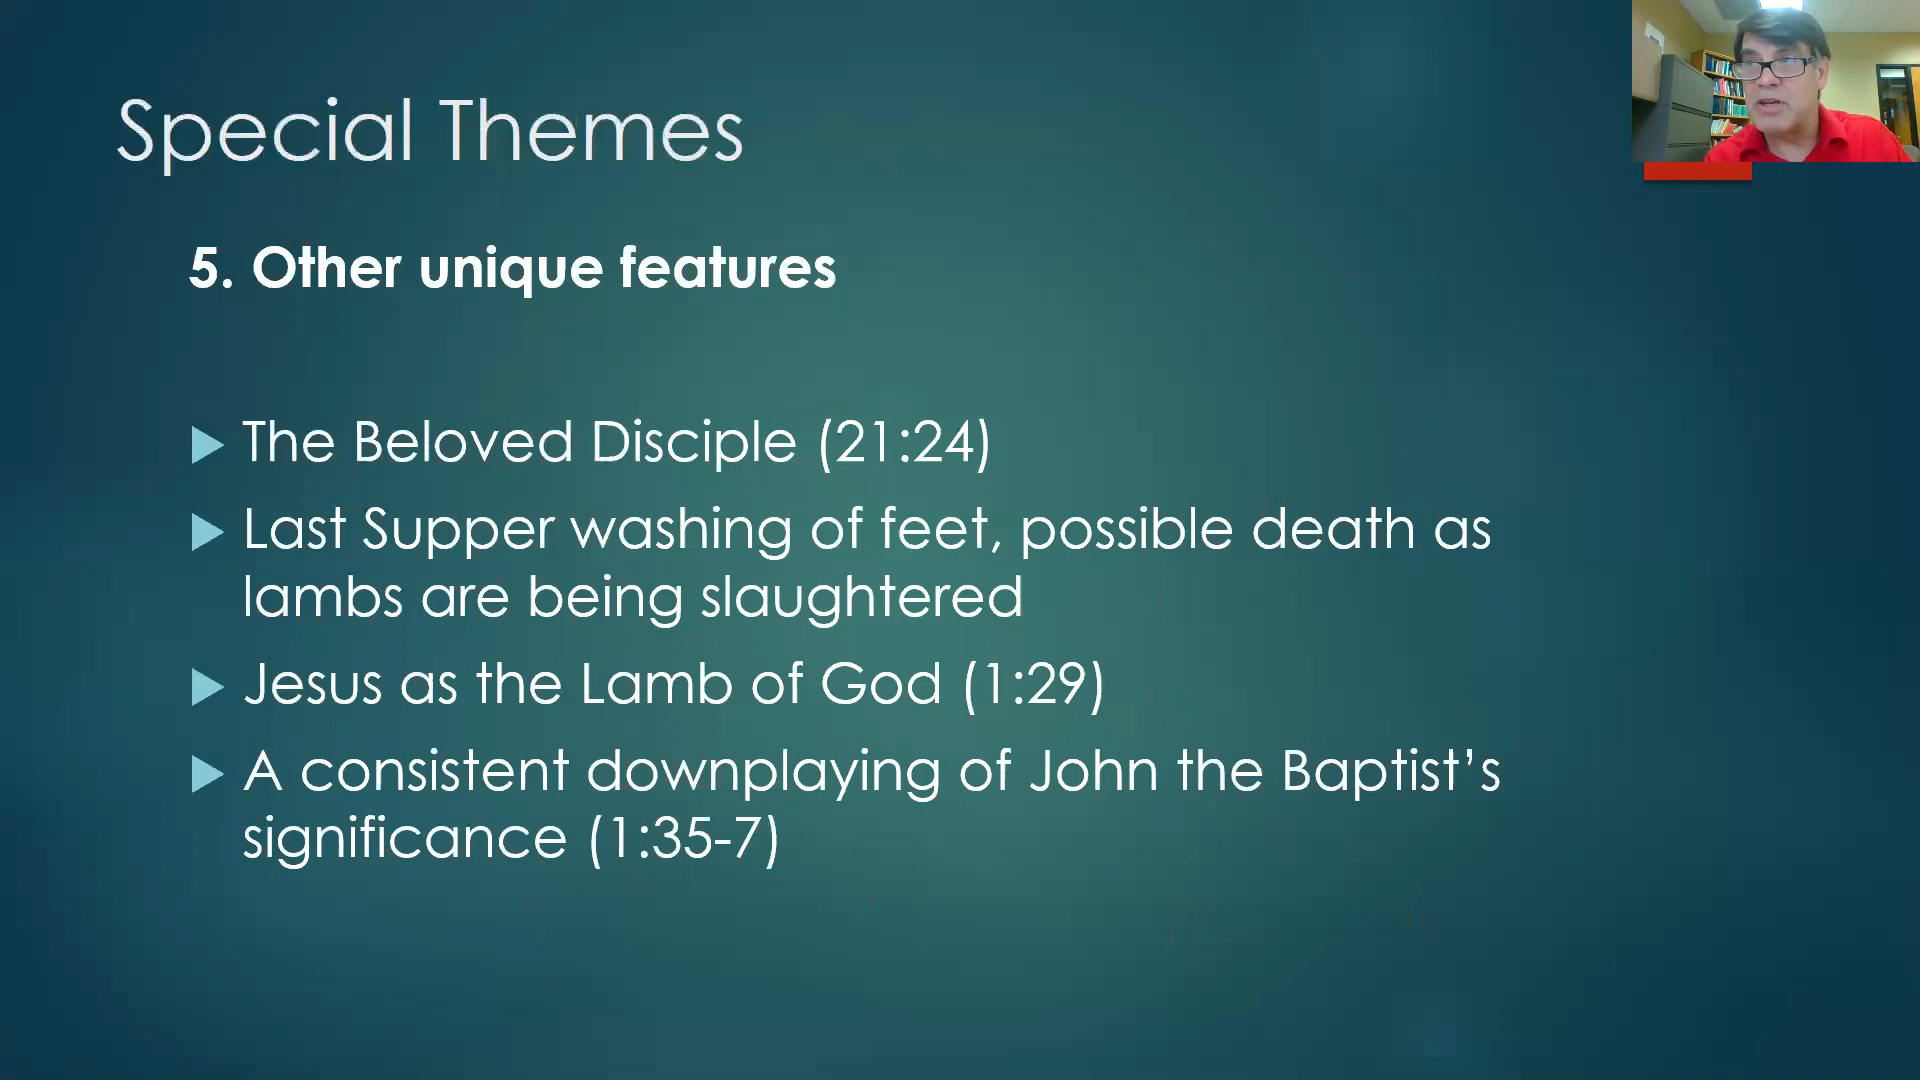 Special Themes
5. Other unique features
The Beloved Disciple (21:24)
Last Supper washing of feet, possible death as
lambs are being slaughtered
Jesus as the Lamb of God (1:29)
A consistent downplaying of John the Baptist’s
significance (1:35-7)